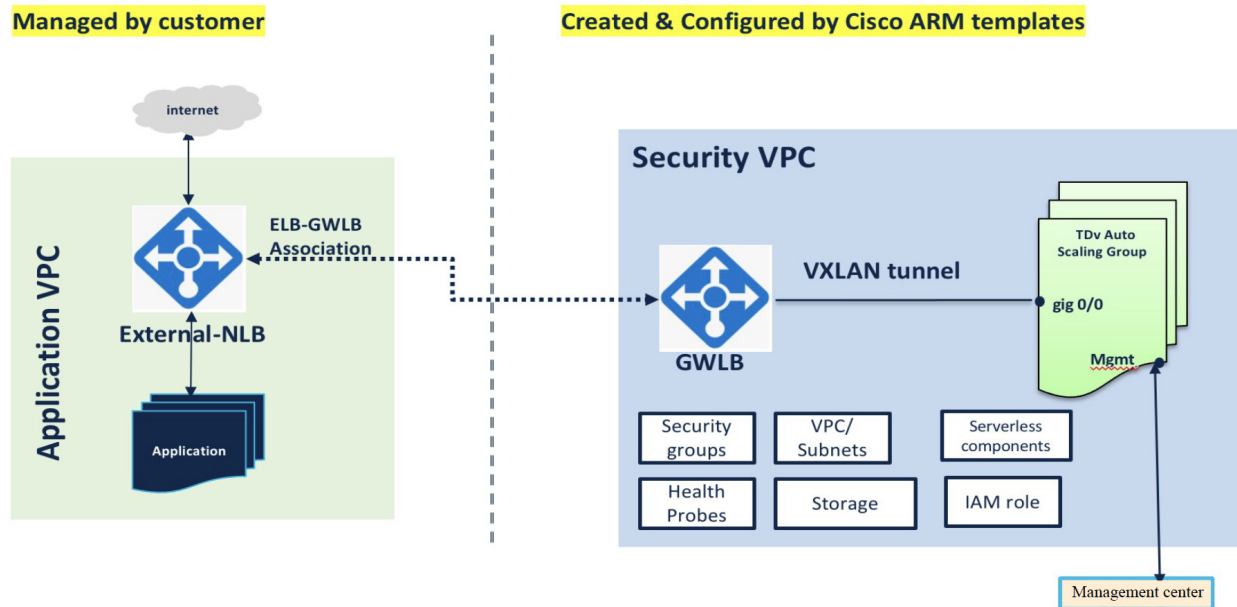 Managed by customer
Created & Configured by Cisco ARM templates
internet
Application VPC
ELB-GWLB
Association
External-NLB
Application
Security VPC
GWLB
VXLAN tunnel
TDv Auto
Scaling Group
gig 0/0
Mgmt
Security
groups
VPC/
Subnets
Serverless
components
Health
Probes
Storage
IAM role
Management center